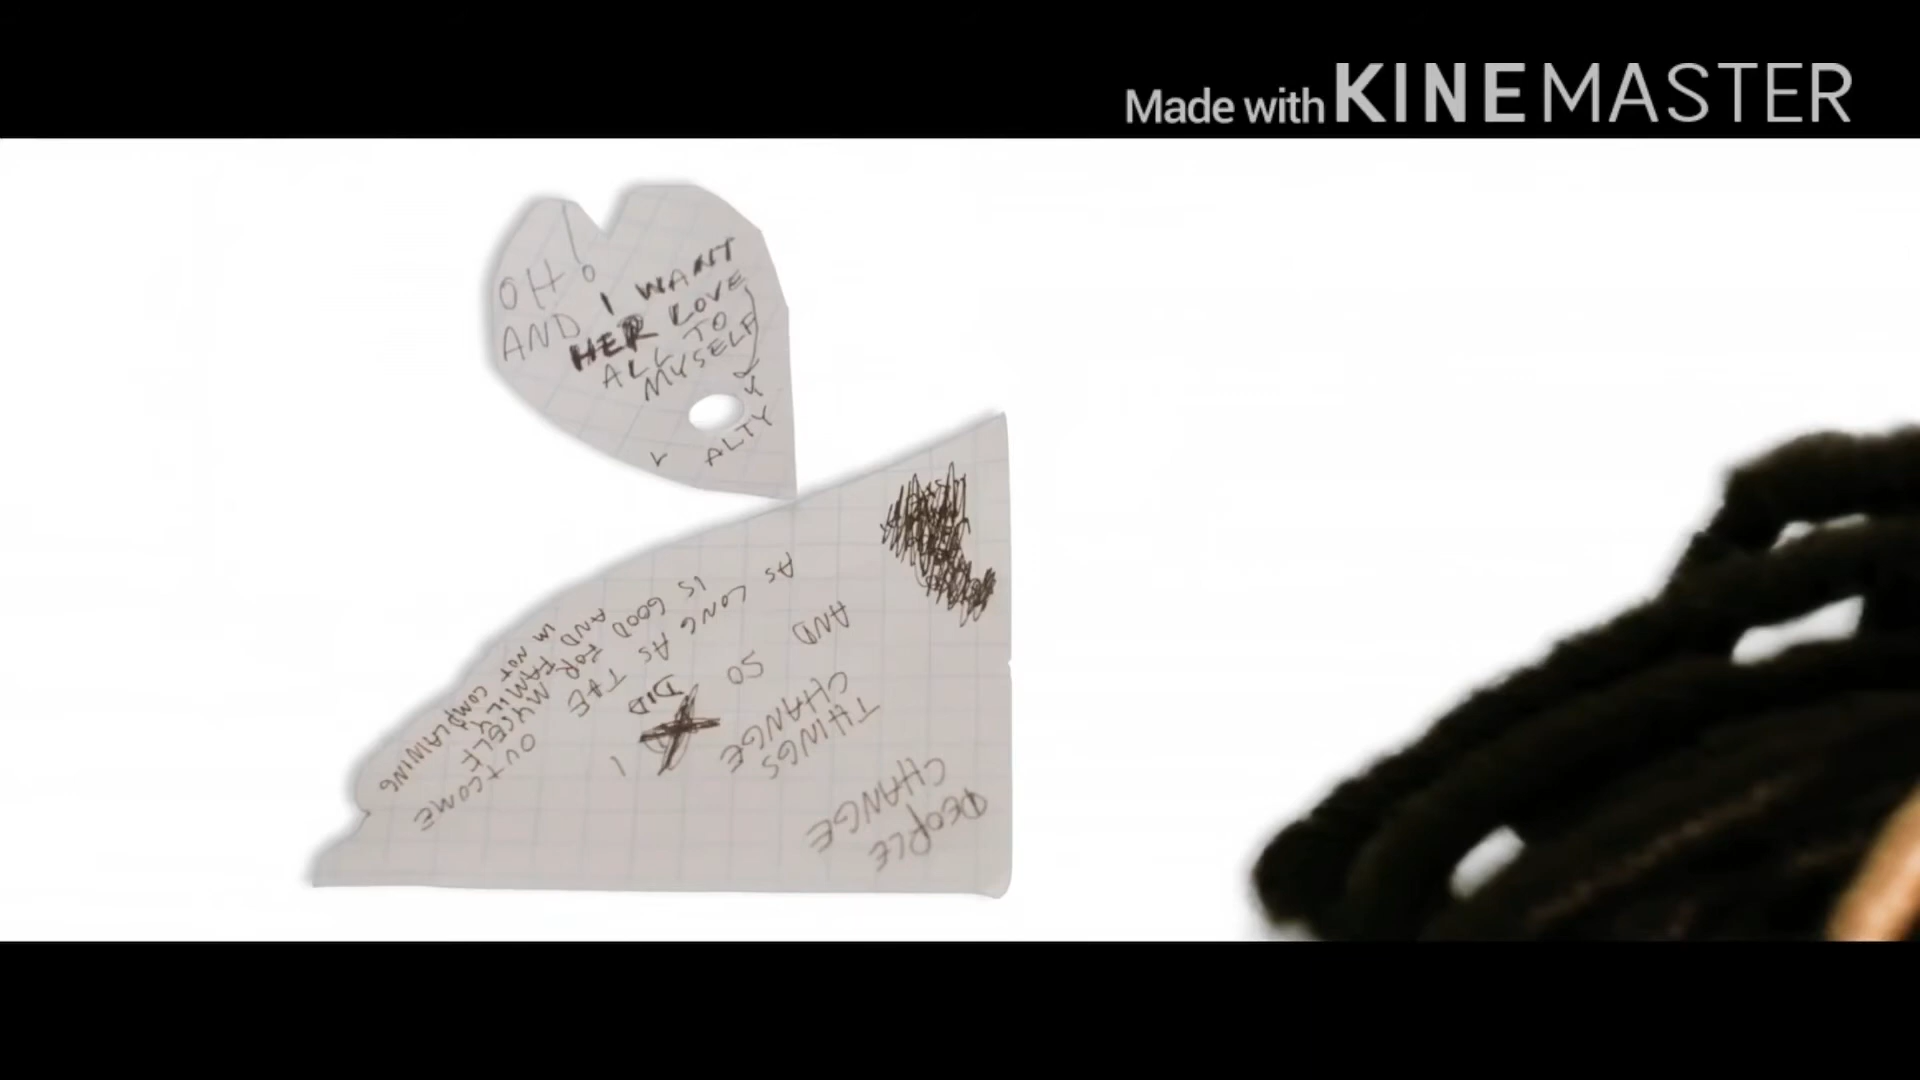 Made with KINEMASTER
OH!
AND I WANT
HER LOVE
ALL TO
MYSELF
ALTY
PEOPLE
CHANGE
THINGS
CHANGE
AND SO
DID I
AS LONG AS THE OUTCOME
IS GOOD FOR MYSELF
AND FAMILY
IM NOT COMPLAINING